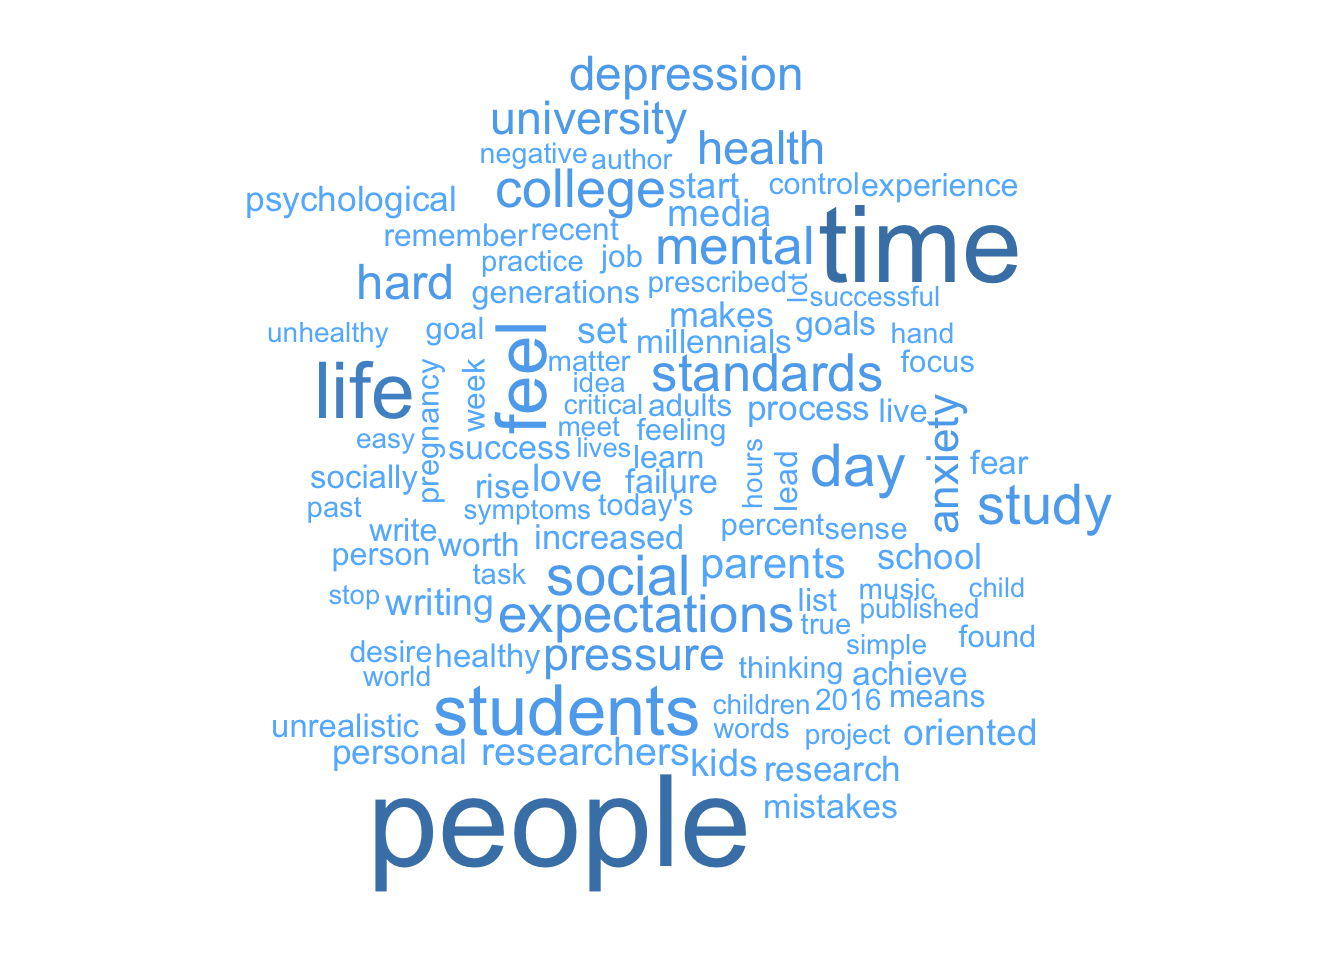 depression
university
negative author health
psychological college start control experience
media
remember recent mental time
practice job
hard generations prescribed lot successful
unhealthy goal feel set makes goals hand
millennials
life matter standards focus
pregnancy week idea
critical adults process live anxiety
easy meet feeling
success lives learn day fear
socially rise love failure hours lead study
past symptoms today's
write percent sense
person worth increased school
task social parents
stop writing list music child
expectations true published
desire healthy pressure simple found
world thinking achieve
students children 2016 means
unrealistic words project oriented
personal researchers kids research
people mistakes